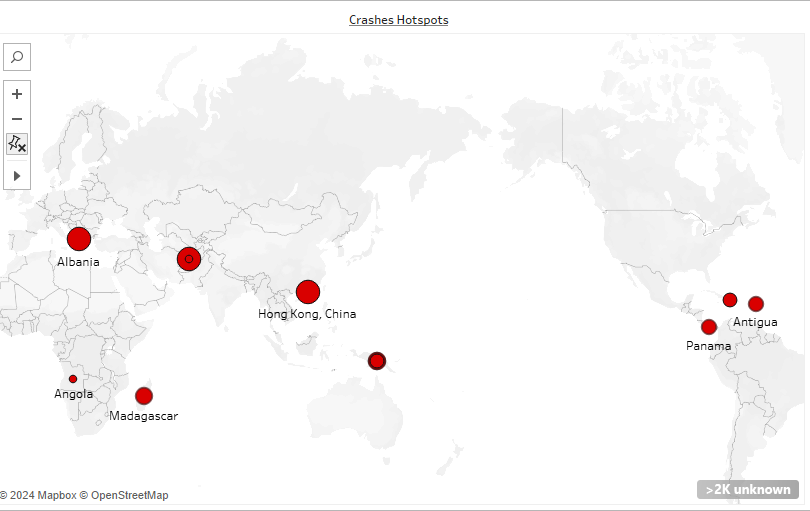 Crashes Hotspots
Albania
Hong Kong, China
Antigua
Panama
Angola
Madagascar
>2K unknown
© 2024 Mapbox © OpenStreetMap